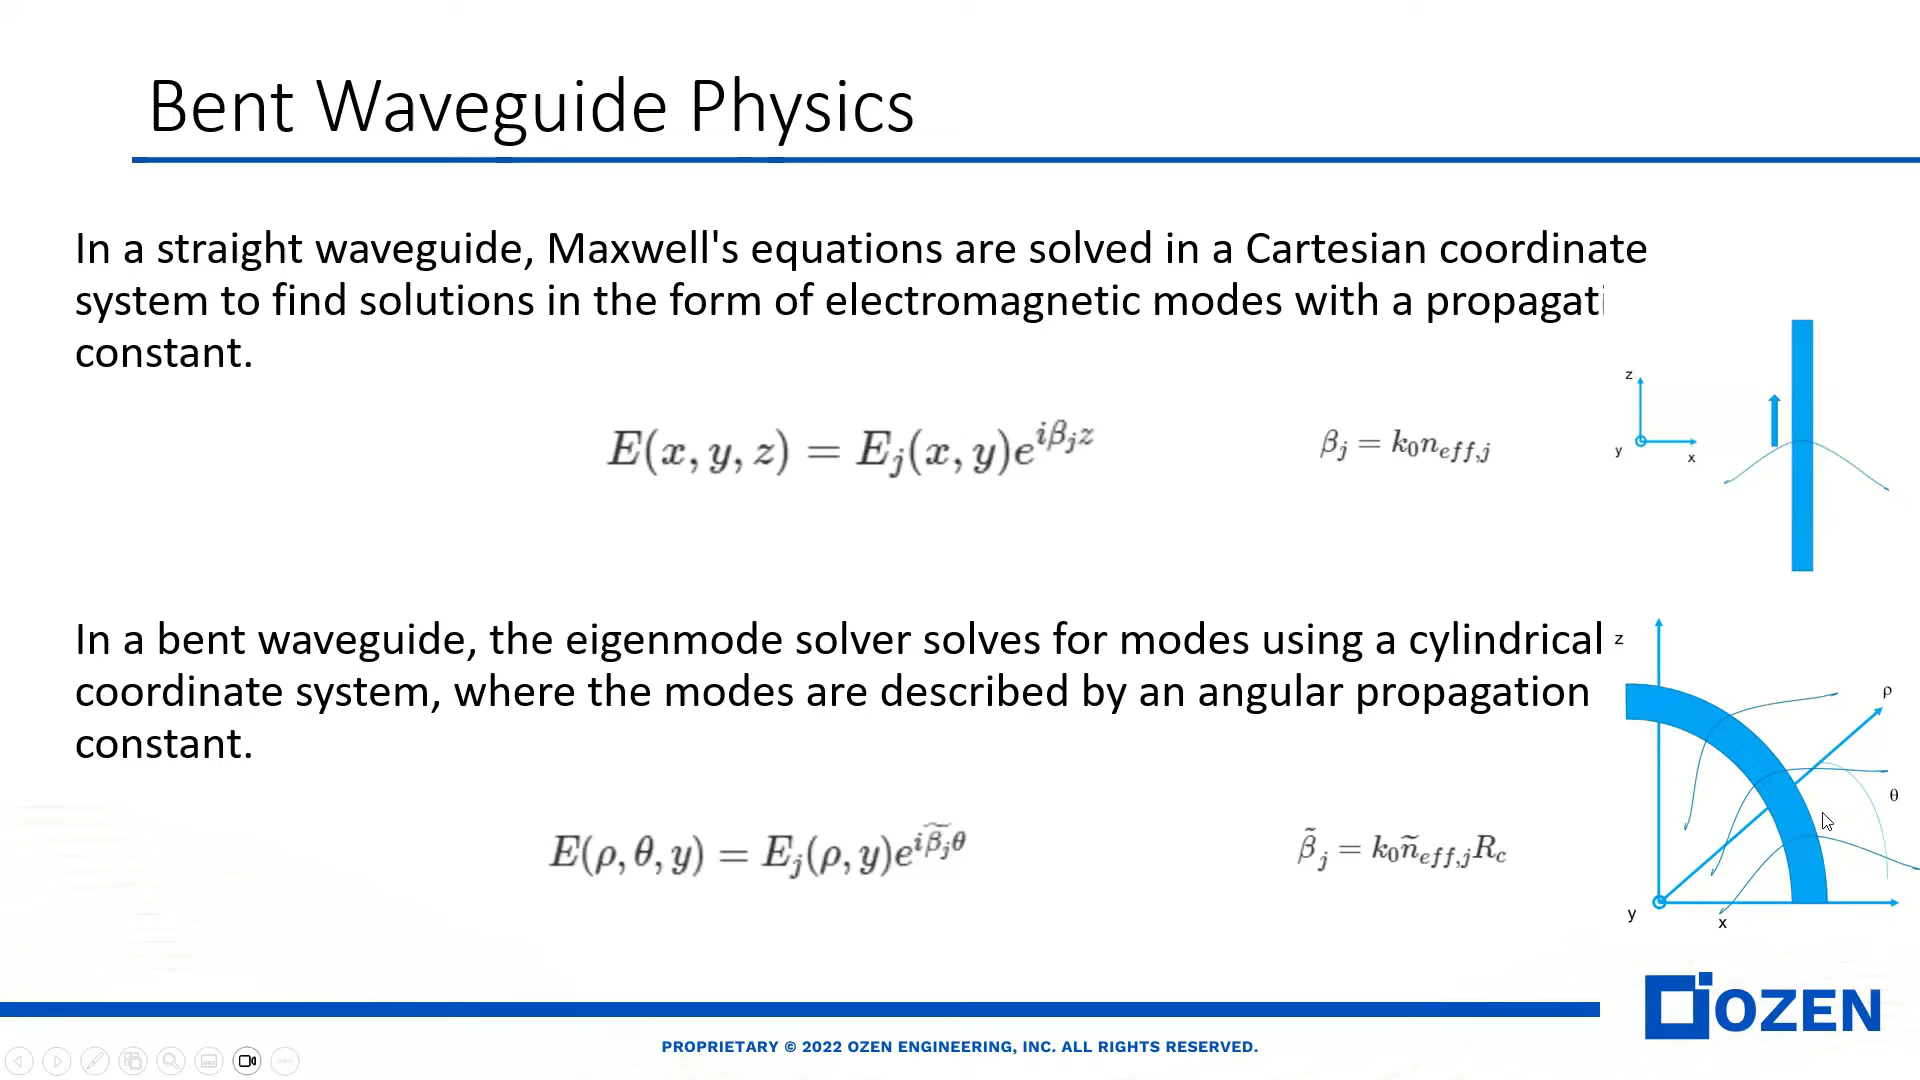 Bent Waveguide Physics
In a straight waveguide, Maxwell's equations are solved in a Cartesian coordinate
system to find solutions in the form of electromagnetic modes with a propagati
constant.
E(x, y, z) = E_j(x, y)e^{iβ_j z}
β_j = k_0 n_{eff,j}
z
y
x
In a bent waveguide, the eigenmode solver solves for modes using a cylindrical
coordinate system, where the modes are described by an angular propagation
constant.
E(ρ, θ, y) = E_j(ρ, y)e^{iβ̃_j θ}
β̃_j = k_0 ñ_{eff,j} R_c
z
ρ
θ
y
x
OZEN
PROPRIETARY © 2022 OZEN ENGINEERING, INC. ALL RIGHTS RESERVED.